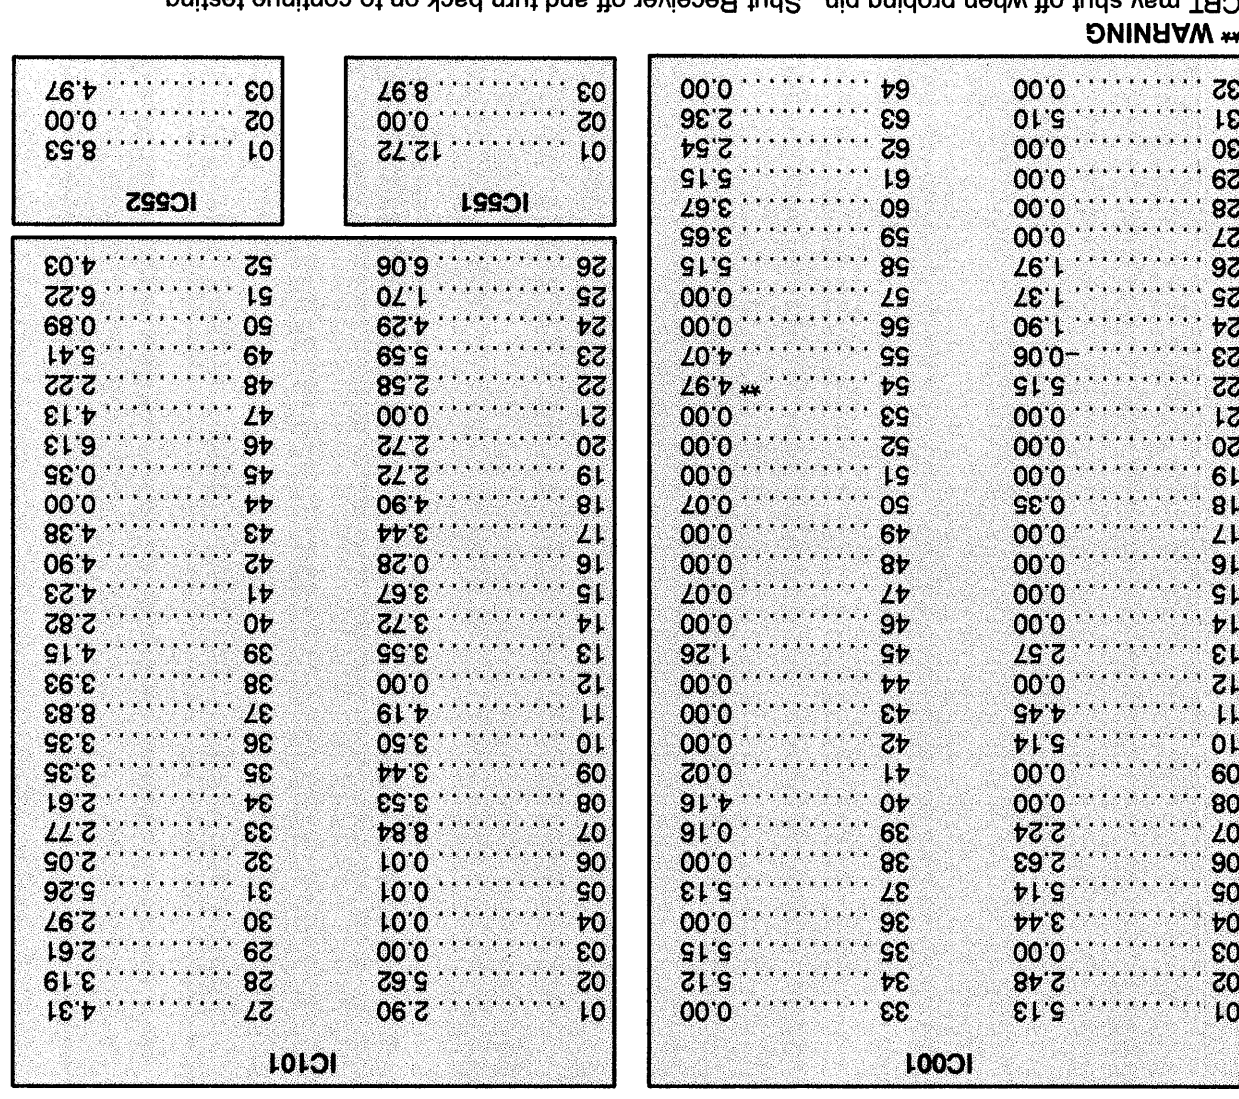 IC001
01 .......... 5.13 33 .......... 0.00
02 .......... 2.48 34 .......... 5.12
03 .......... 0.00 35 .......... 5.15
04 .......... 3.44 36 .......... 0.00
05 .......... 5.14 37 .......... 5.13
06 .......... 2.63 38 .......... 0.00
07 .......... 2.24 39 .......... 0.16
08 .......... 0.00 40 .......... 4.16
09 .......... 0.00 41 .......... 0.02
10 .......... 5.14 42 .......... 0.00
11 .......... 4.45 43 .......... 0.00
12 .......... 0.00 44 .......... 0.00
13 .......... 2.57 45 .......... 1.26
14 .......... 0.00 46 .......... 0.00
15 .......... 0.00 47 .......... 0.07
16 .......... 0.00 48 .......... 0.00
17 .......... 0.00 49 .......... 0.00
18 .......... 0.35 50 .......... 0.07
19 .......... 0.00 51 .......... 0.00
20 .......... 0.00 52 .......... 0.00
21 .......... 0.00 53 .......... 0.00
22 .......... 5.15 54 .......... ** 4.97
23 .......... –0.06 55 .......... 4.07
24 .......... 1.90 56 .......... 0.00
25 .......... 1.37 57 .......... 0.00
26 .......... 1.97 58 .......... 5.15
27 .......... 0.00 59 .......... 3.65
28 .......... 0.00 60 .......... 3.67
29 .......... 0.00 61 .......... 5.15
30 .......... 0.00 62 .......... 2.54
31 .......... 5.10 63 .......... 2.36
32 .......... 0.00 64 .......... 0.00
IC101
01 .......... 2.90 27 .......... 4.31
02 .......... 5.62 28 .......... 3.19
03 .......... 0.00 29 .......... 2.61
04 .......... 0.01 30 .......... 2.97
05 .......... 0.01 31 .......... 5.26
06 .......... 0.01 32 .......... 2.05
07 .......... 8.84 33 .......... 2.77
08 .......... 3.53 34 .......... 2.61
09 .......... 3.44 35 .......... 3.35
10 .......... 3.50 36 .......... 3.35
11 .......... 4.19 37 .......... 8.83
12 .......... 0.00 38 .......... 3.93
13 .......... 3.55 39 .......... 4.15
14 .......... 3.72 40 .......... 2.82
15 .......... 3.67 41 .......... 4.23
16 .......... 0.28 42 .......... 4.90
17 .......... 3.44 43 .......... 4.38
18 .......... 4.90 44 .......... 0.00
19 .......... 2.72 45 .......... 0.35
20 .......... 2.72 46 .......... 6.13
21 .......... 0.00 47 .......... 4.13
22 .......... 2.58 48 .......... 2.22
23 .......... 5.59 49 .......... 5.41
24 .......... 4.29 50 .......... 0.89
25 .......... 1.70 51 .......... 6.22
26 .......... 6.06 52 .......... 4.03
IC551
01 .......... 12.72
02 .......... 0.00
03 .......... 8.97
IC552
01 .......... 8.53
02 .......... 0.00
03 .......... 4.97
** WARNING
CRT may shut off when probing pin. Shut Receiver off and turn back on to continue testing